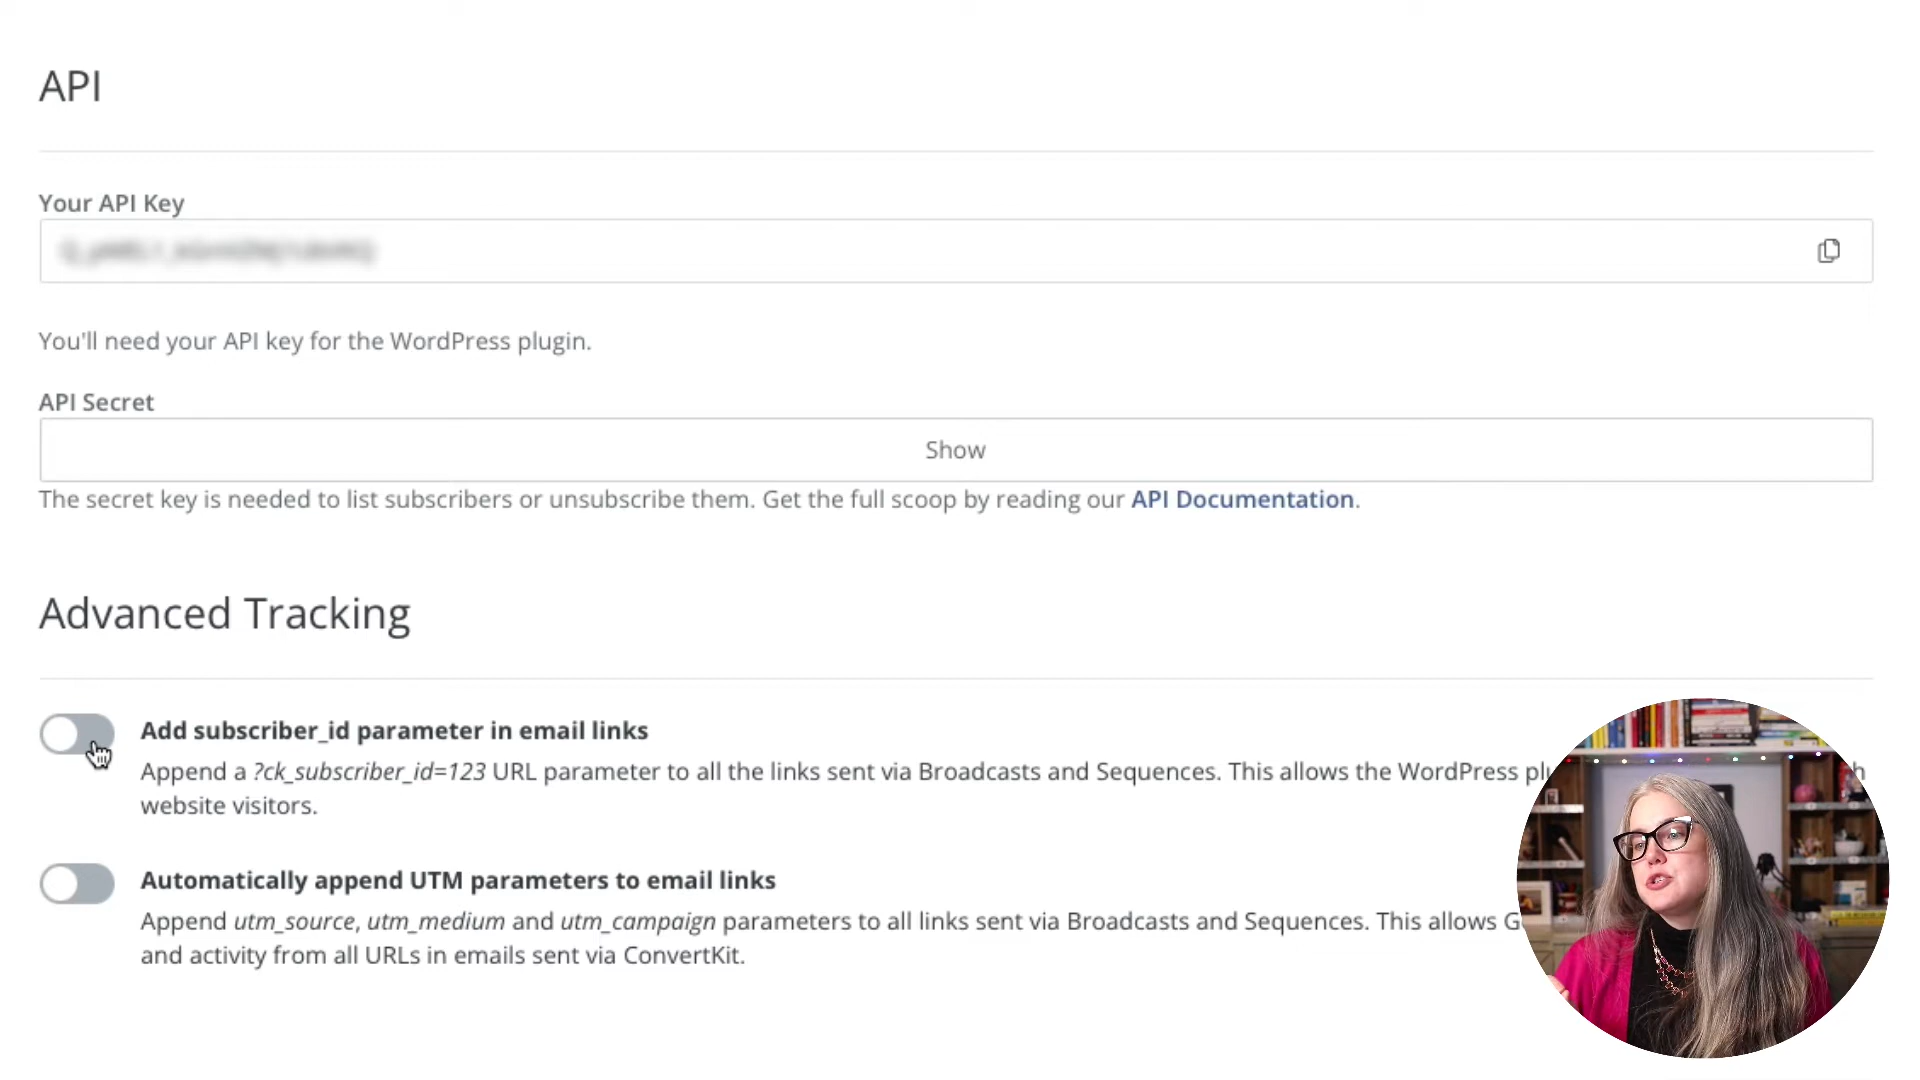 API
Your API Key
You'll need your API key for the WordPress plugin.
API Secret
Show
The secret key is needed to list subscribers or unsubscribe them. Get the full scoop by reading our API Documentation.
Advanced Tracking
Add subscriber_id parameter in email links
Append a ?ck_subscriber_id=123 URL parameter to all the links sent via Broadcasts and Sequences. This allows the WordPress
website visitors.
Automatically append UTM parameters to email links
Append utm_source, utm_medium and utm_campaign parameters to all links sent via Broadcasts and Sequences. This allows
and activity from all URLs in emails sent via ConvertKit.